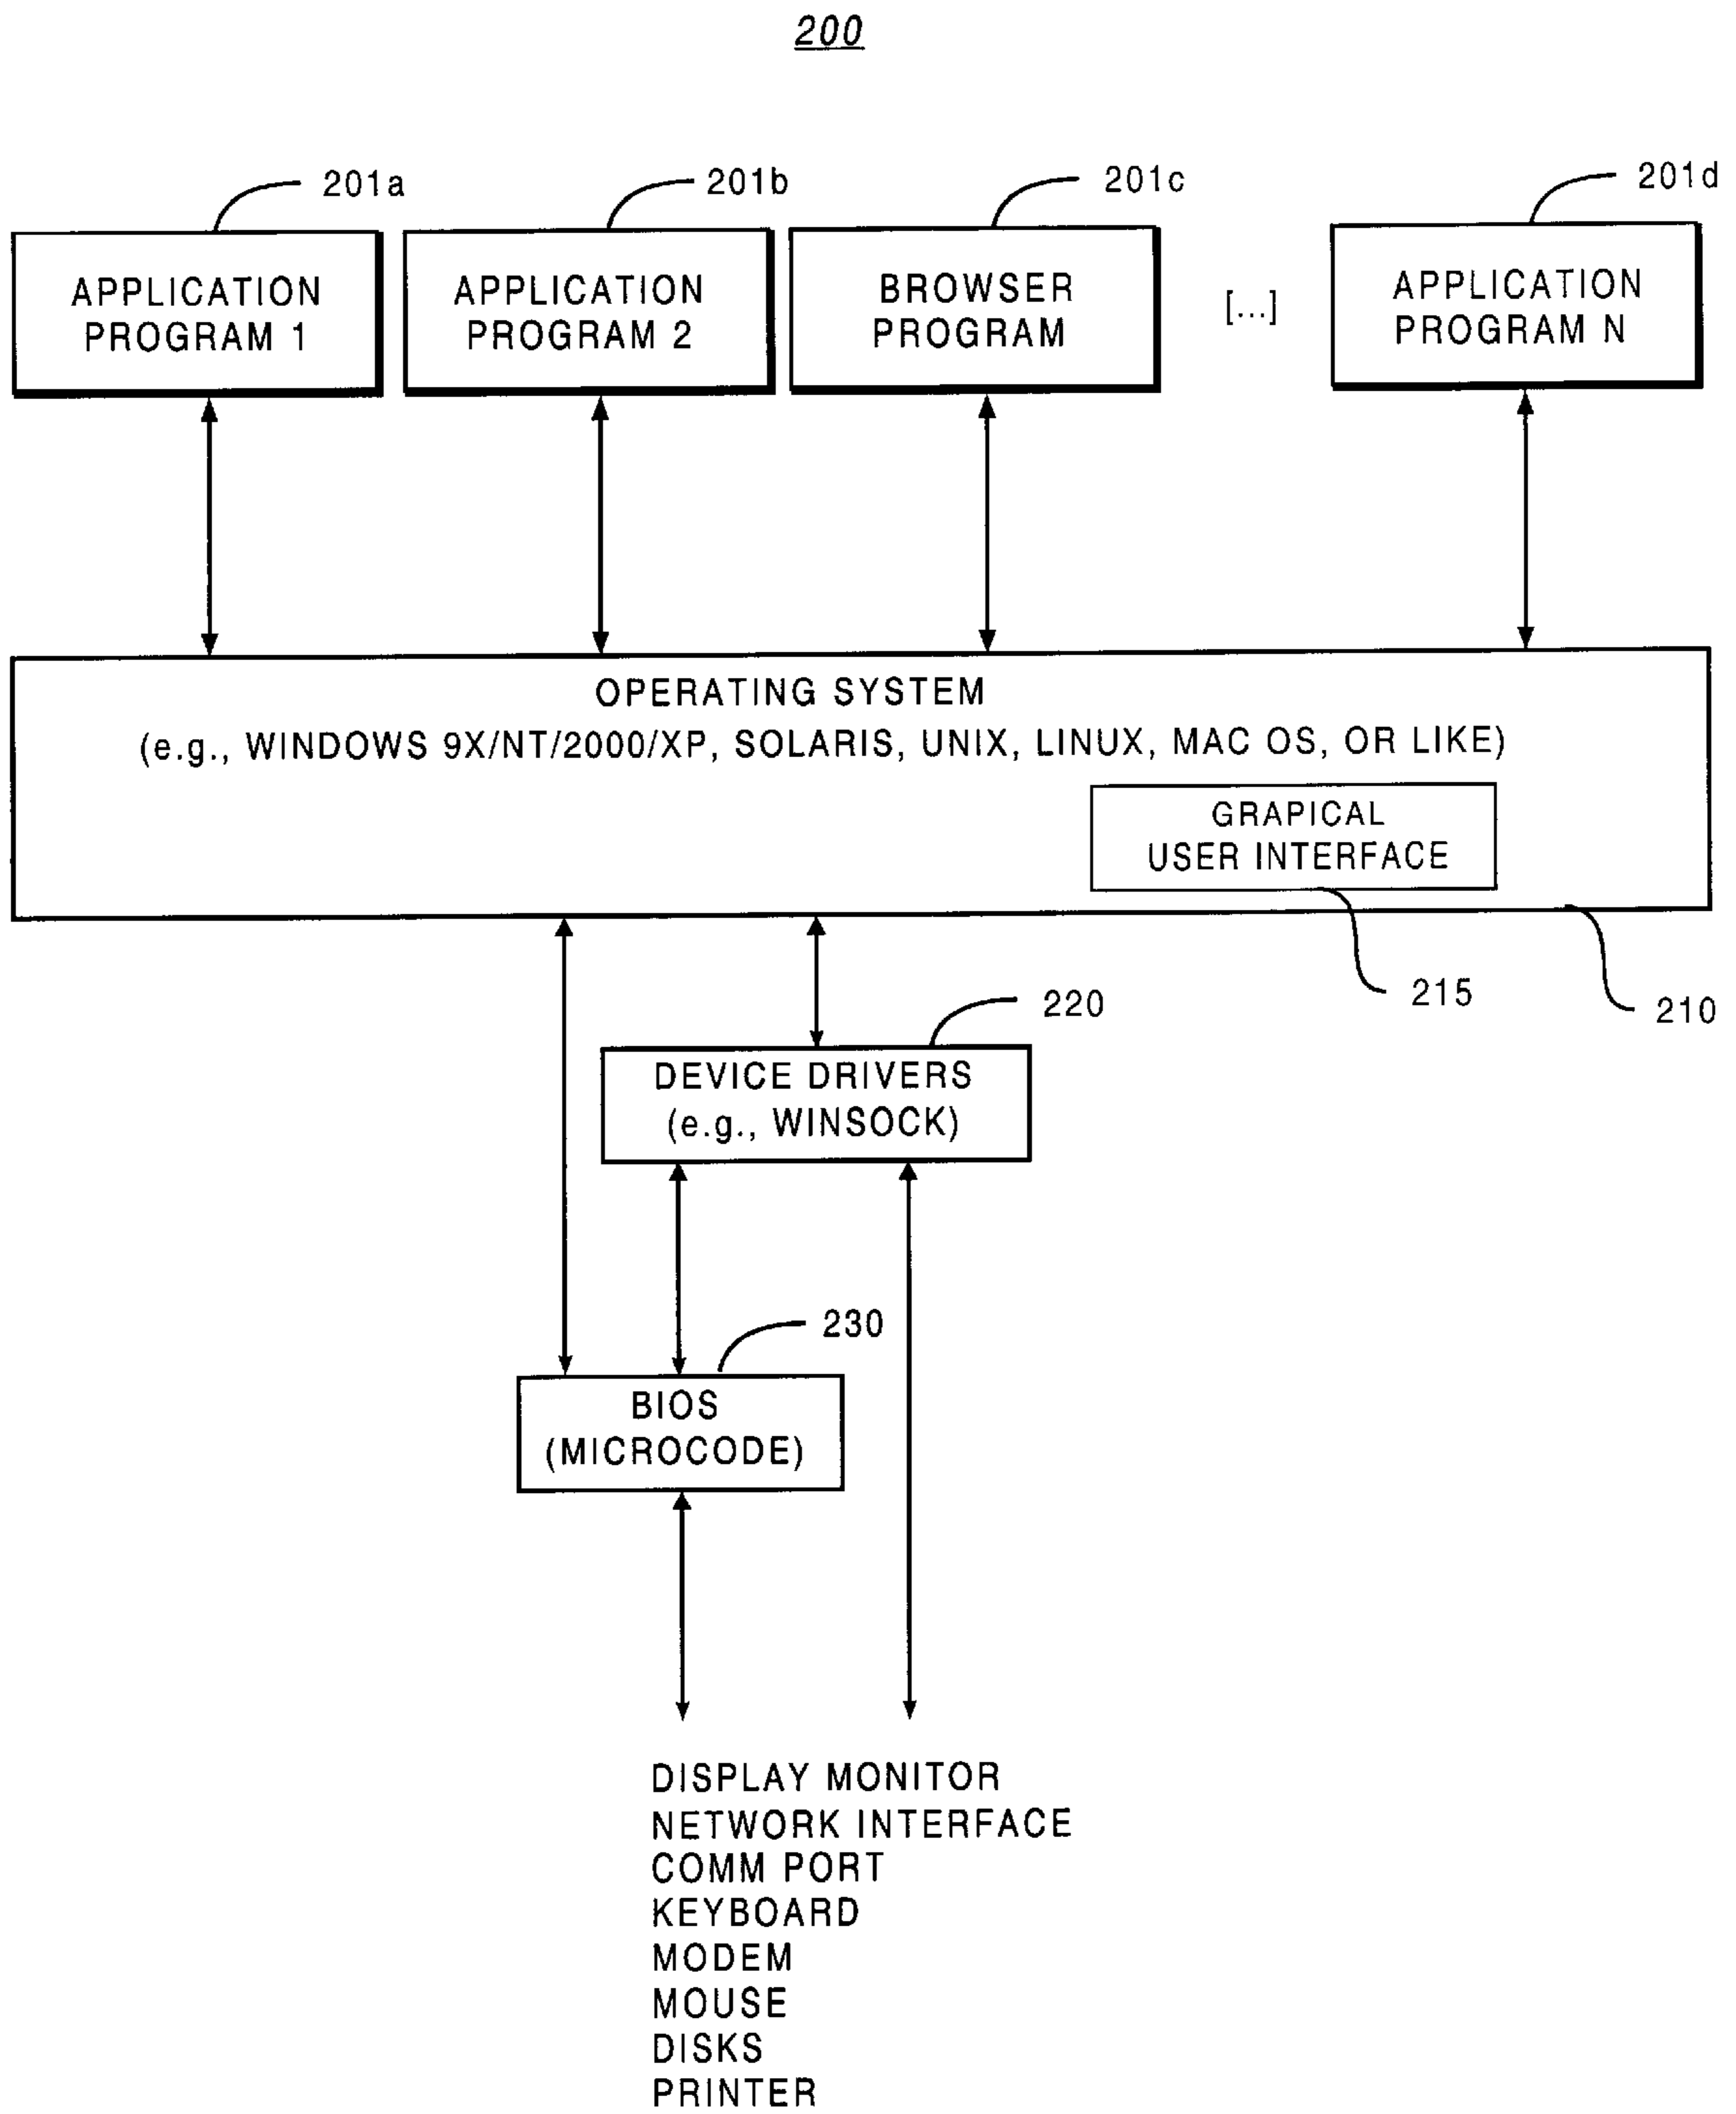 200
201a
201b
201c
201d
APPLICATION
PROGRAM 1
APPLICATION
PROGRAM 2
BROWSER
PROGRAM
[...]
APPLICATION
PROGRAM N
OPERATING SYSTEM
(e.g., WINDOWS 9X/NT/2000/XP, SOLARIS, UNIX, LINUX, MAC OS, OR LIKE)
GRAPICAL
USER INTERFACE
215
210
220
DEVICE DRIVERS
(e.g., WINSOCK)
230
BIOS
(MICROCODE)
DISPLAY MONITOR
NETWORK INTERFACE
COMM PORT
KEYBOARD
MODEM
MOUSE
DISKS
PRINTER